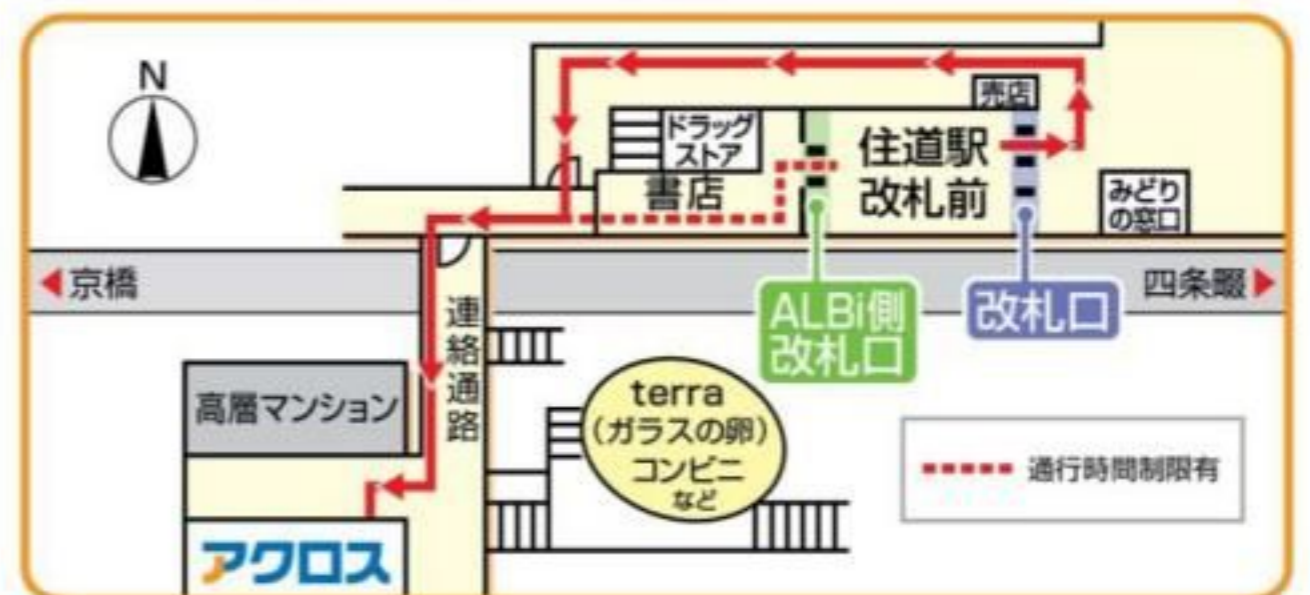 N
売店
ドラッグ
ストア
書店
住道駅
改札前
みどり
の窓口
京橋
四条畷
ALBi側
改札口
改札口
連絡通路
高層マンション
terra
(ガラスの卵)
コンビニ
など
通行時間制限有
アクロス